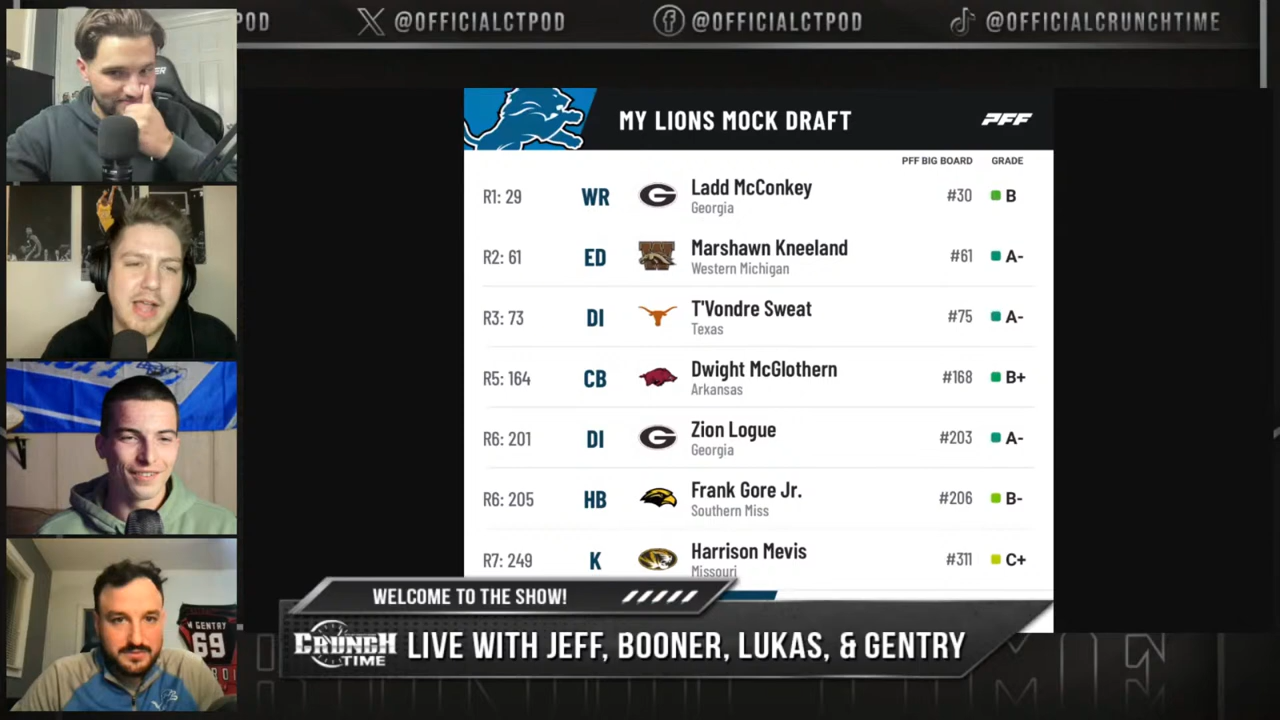 POD
@OFFICIALCTPOD
@OFFICIALCTPOD
@OFFICIALCRUNCHTIME
MY LIONS MOCK DRAFT
PFF
PFF BIG BOARD GRADE
R1: 29 WR G Ladd McConkey #30 B
Georgia
R2: 61 ED W Marshawn Kneeland #61 A-
Western Michigan
R3: 73 DI T'Vondre Sweat #75 A-
Texas
R5: 164 CB Dwight McGlothern #168 B+
Arkansas
R6: 201 DI G Zion Logue #203 A-
Georgia
R6: 205 HB Frank Gore Jr. #206 B-
Southern Miss
R7: 249 K Harrison Mevis #311 C+
Missouri
WELCOME TO THE SHOW!
CRUNCH
TIME
LIVE WITH JEFF, BOONER, LUKAS, & GENTRY
GENTRY
69